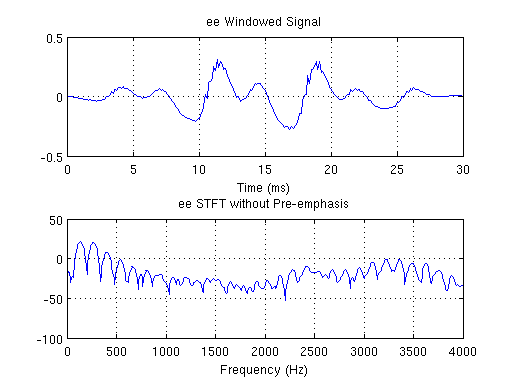 ee Windowed Signal
0.5
0
-0.5
0 5 10 15 20 25 30
Time (ms)
ee STFT without Pre-emphasis
50
0
-50
-100
0 500 1000 1500 2000 2500 3000 3500 4000
Frequency (Hz)